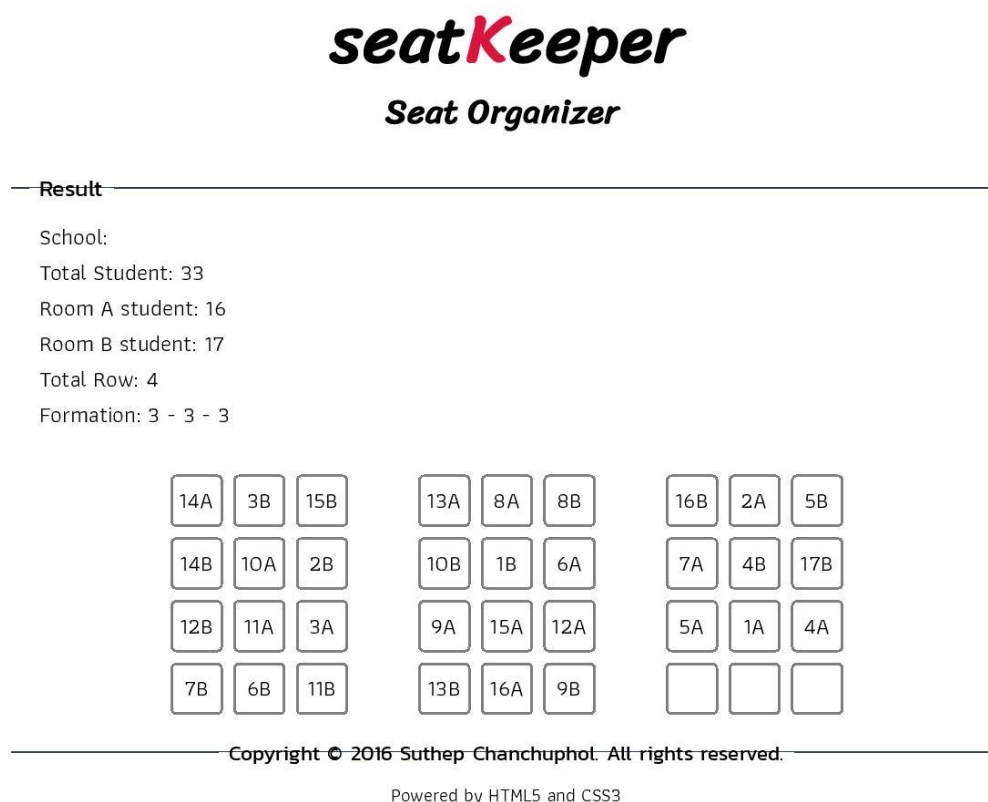 seatKeeper
Seat Organizer
Result
School:
Total Student: 33
Room A student: 16
Room B student: 17
Total Row: 4
Formation: 3 - 3 - 3
14A 3B 15B 13A 8A 8B 16B 2A 5B
14B 10A 2B 10B 1B 6A 7A 4B 17B
12B 11A 3A 9A 15A 12A 5A 1A 4A
7B 6B 11B 13B 16A 9B
Copyright © 2016 Suthep Chanchuphol. All rights reserved.
Powered by HTML5 and CSS3